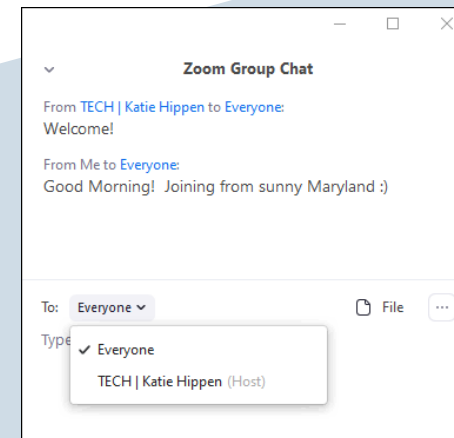 Zoom Group Chat
From TECH | Katie Hippen to Everyone:
Welcome!
From Me to Everyone:
Good Morning!  Joining from sunny Maryland :)
To: Everyone File ...
Type
Everyone
TECH | Katie Hippen (Host)